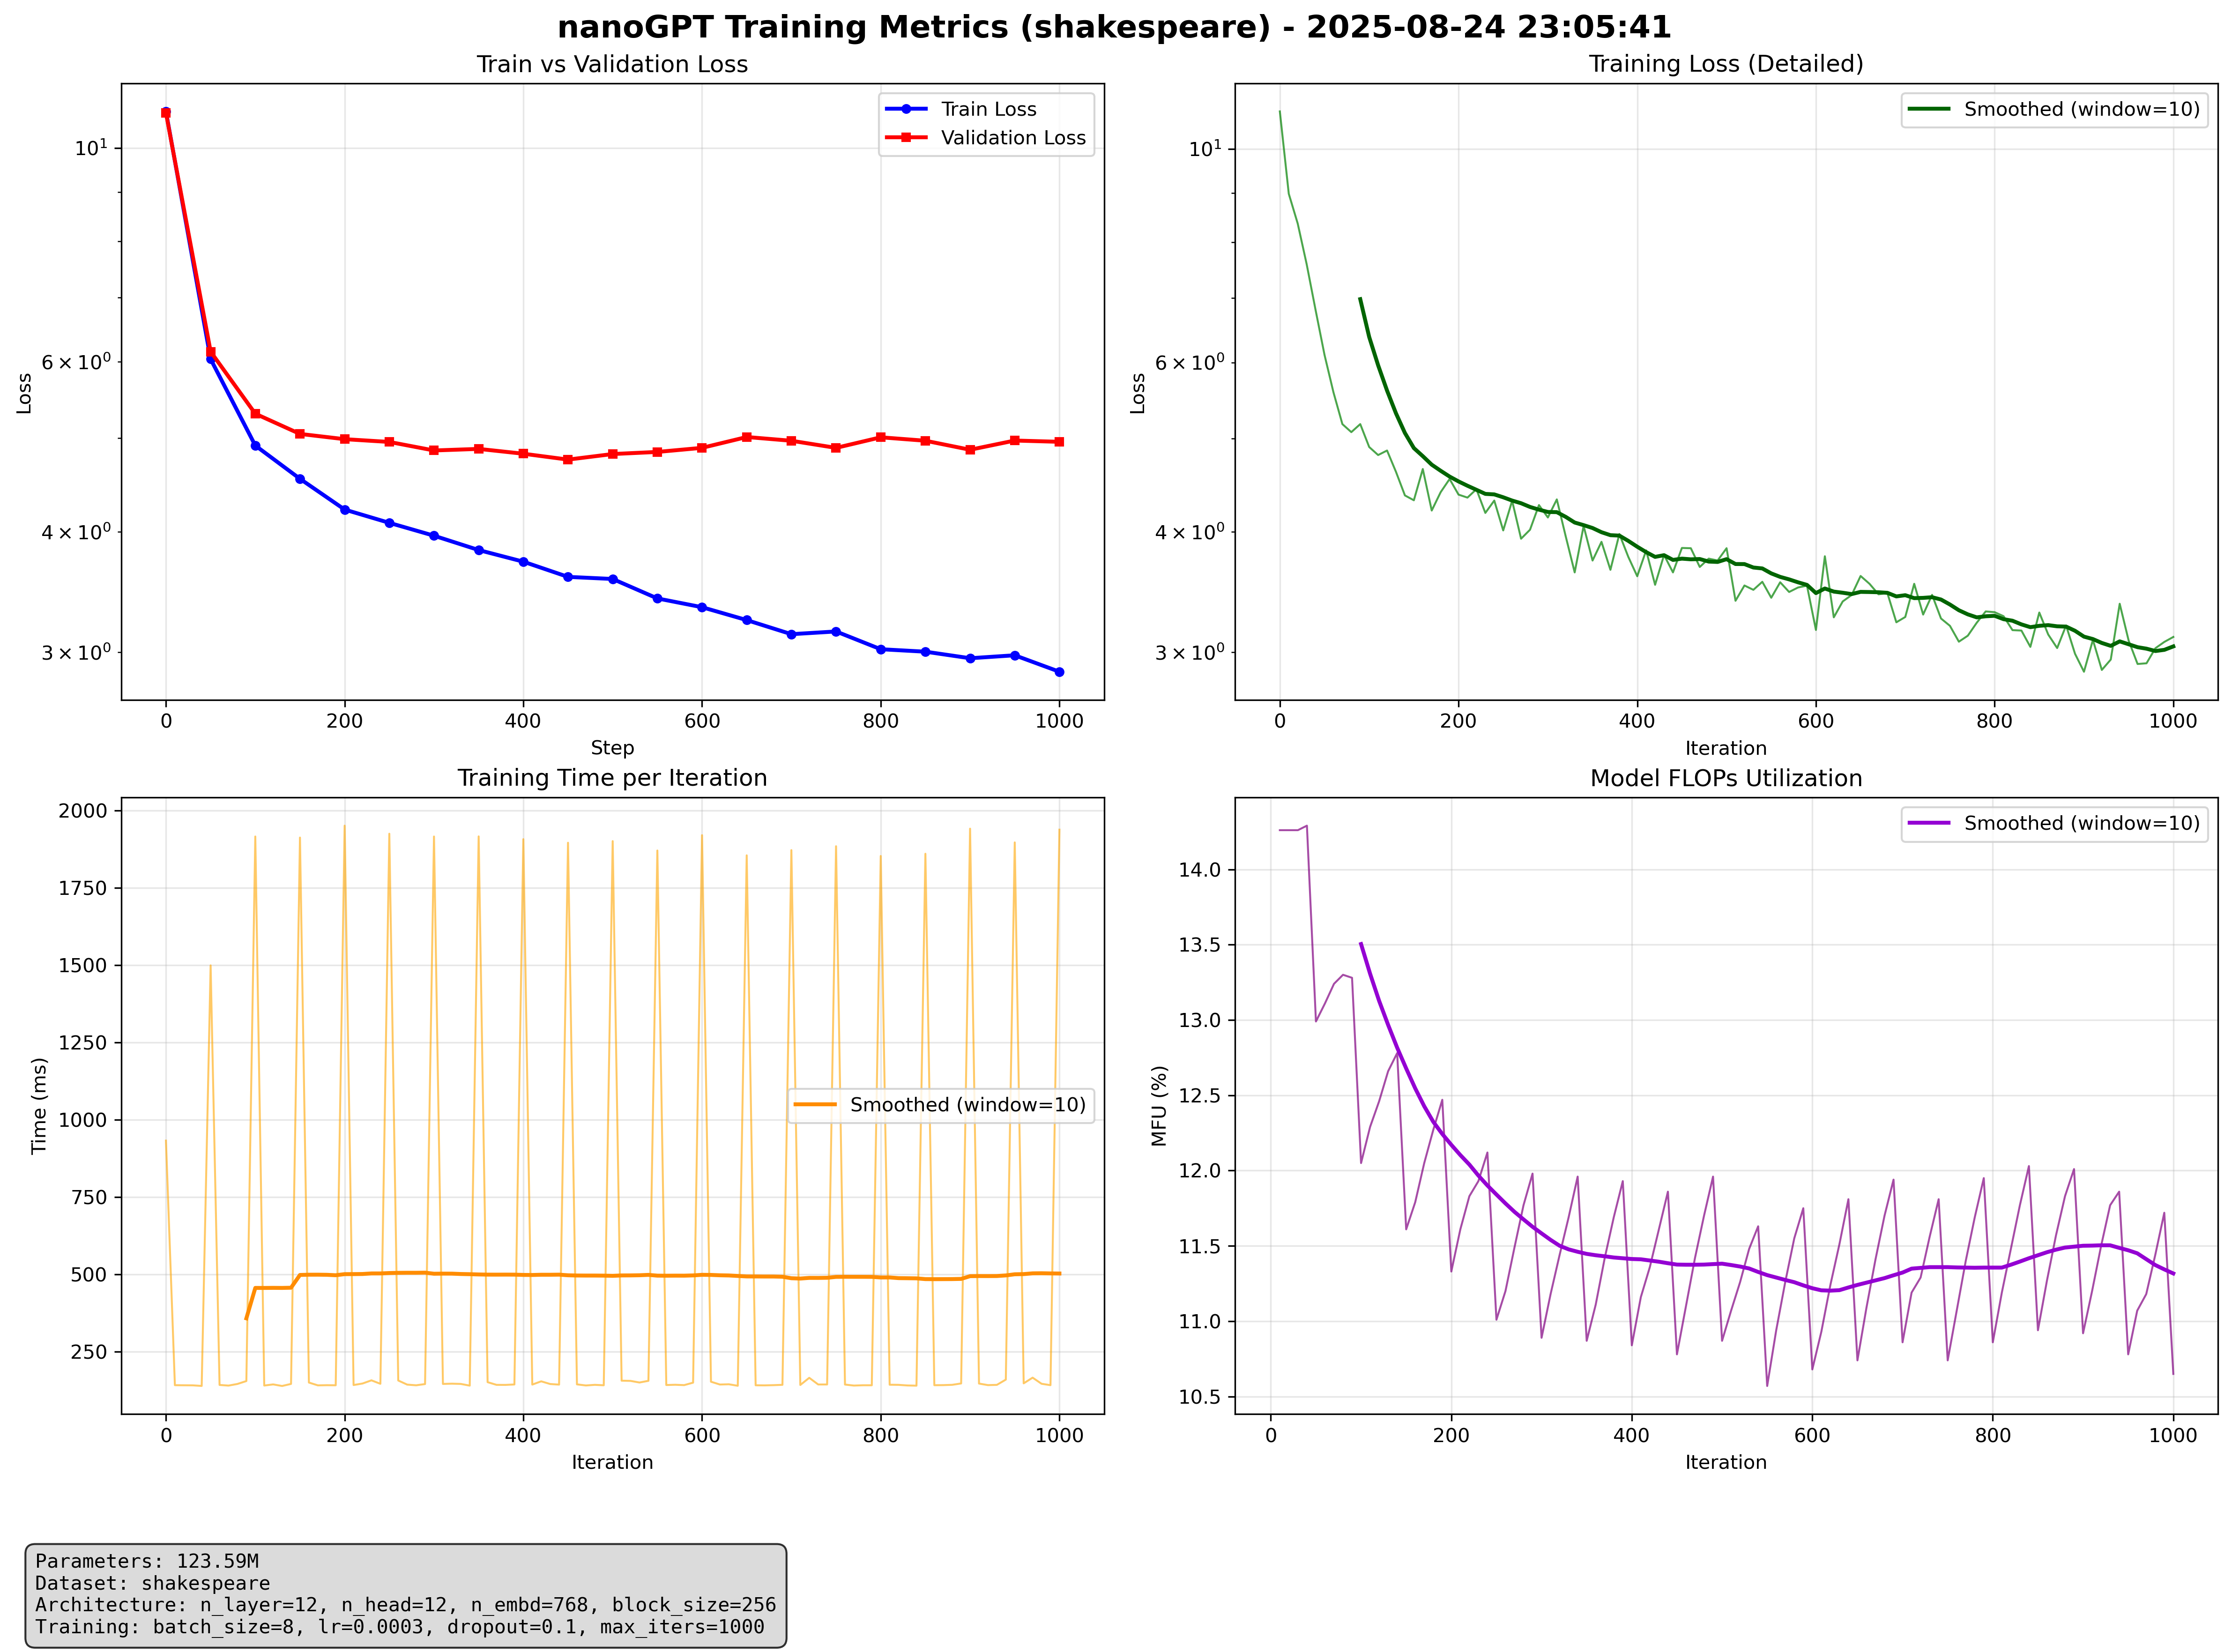 nanoGPT Training Metrics (shakespeare) - 2025-08-24 23:05:41
Train vs Validation Loss
Train Loss
Validation Loss
10¹
6 × 10⁰
4 × 10⁰
3 × 10⁰
Loss
0 200 400 600 800 1000
Step
Training Loss (Detailed)
Smoothed (window=10)
10¹
6 × 10⁰
4 × 10⁰
3 × 10⁰
Loss
0 200 400 600 800 1000
Iteration
Training Time per Iteration
Smoothed (window=10)
2000
1750
1500
1250
1000
750
500
250
Time (ms)
0 200 400 600 800 1000
Iteration
Model FLOPs Utilization
Smoothed (window=10)
14.0
13.5
13.0
12.5
12.0
11.5
11.0
10.5
MFU (%)
0 200 400 600 800 1000
Iteration
Parameters: 123.59M
Dataset: shakespeare
Architecture: n_layer=12, n_head=12, n_embd=768, block_size=256
Training: batch_size=8, lr=0.0003, dropout=0.1, max_iters=1000